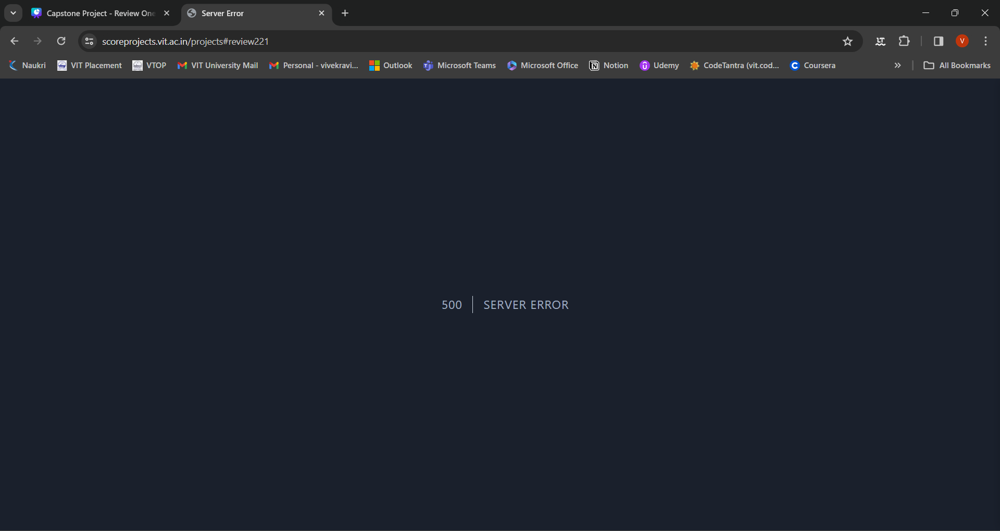 Capstone Project - Review One
Server Error
scoreprojects.vit.ac.in/projects#review221
V
Naukri
VIT Placement
VTOP
VIT University Mail
Personal - vivekravi...
Outlook
Microsoft Teams
Microsoft Office
Notion
Udemy
CodeTantra (vit.cod...
Coursera
All Bookmarks
500
SERVER ERROR